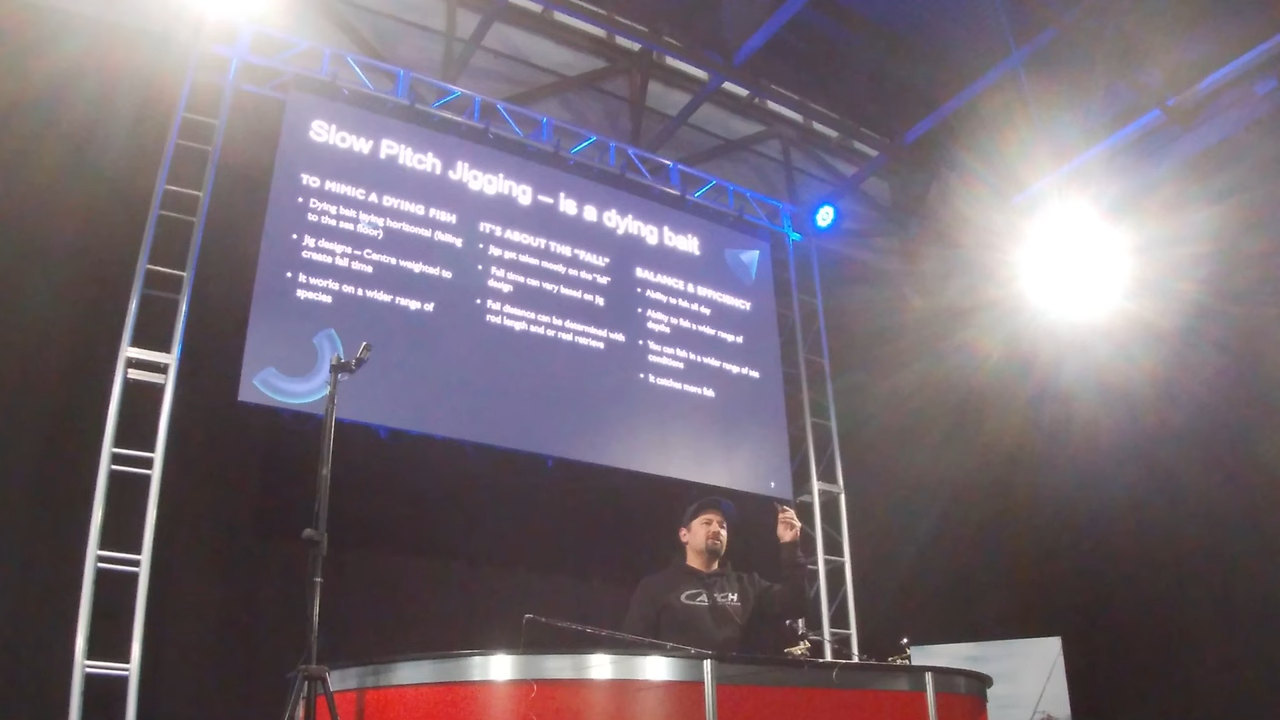 Slow Pitch Jigging – is a dying bait
TO MIMIC A DYING FISH
• Dying bait laying horizontal (falling
to the sea floor)
• Jig designs – Centre weighted to
create fall time
• It works on a wider range of
species
IT'S ABOUT THE "FALL"
• Jigs get taken mostly on the "fall"
• Fall time can vary based on jig
design
• Fall distance can be determined with
rod length and or reel retrieve
BALANCE & EFFICIENCY
• Ability to fish all day
• Ability to fish a wider range of
depths
• You can fish in a wider range of sea
conditions
• It catches more fish
CATCH